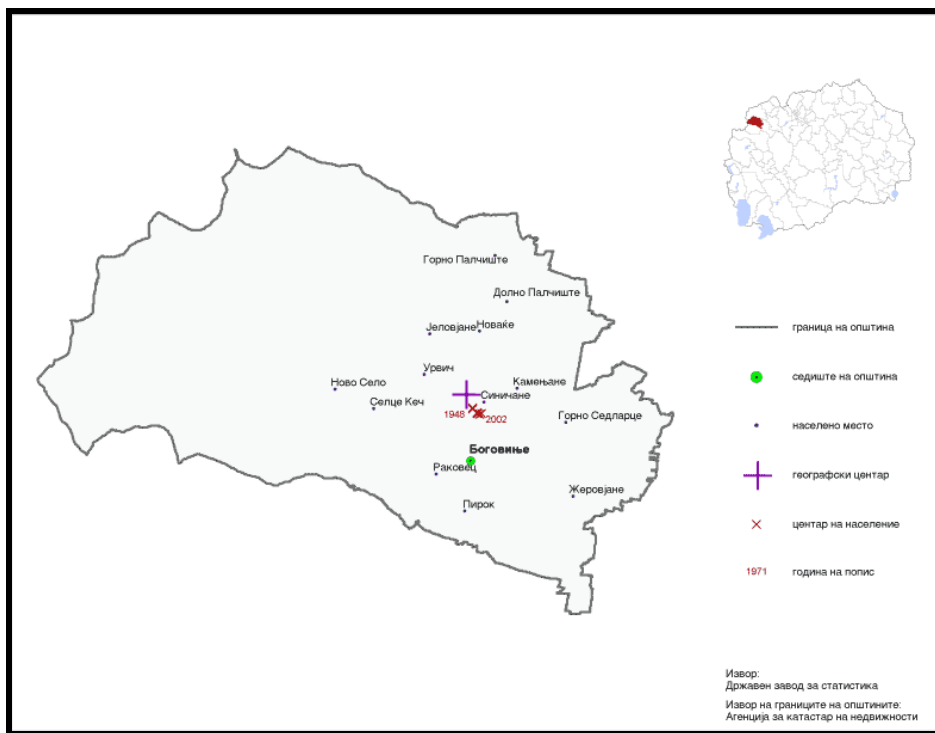 Горно Палчиште
Долно Палчиште
Јеловјане
Новаќе
Урвич
Ново Село
Камењане
Селце Кеч
Синичане
1948
2002
Горно Седларце
Боговиње
Раковец
Жеровјане
Пирок
граница на општина
седиште на општина
населено место
географски центар
центар на население
1971
година на попис
Извор:
Државен завод за статистика
Извор на границите на општините:
Агенција за катастар на недвижности